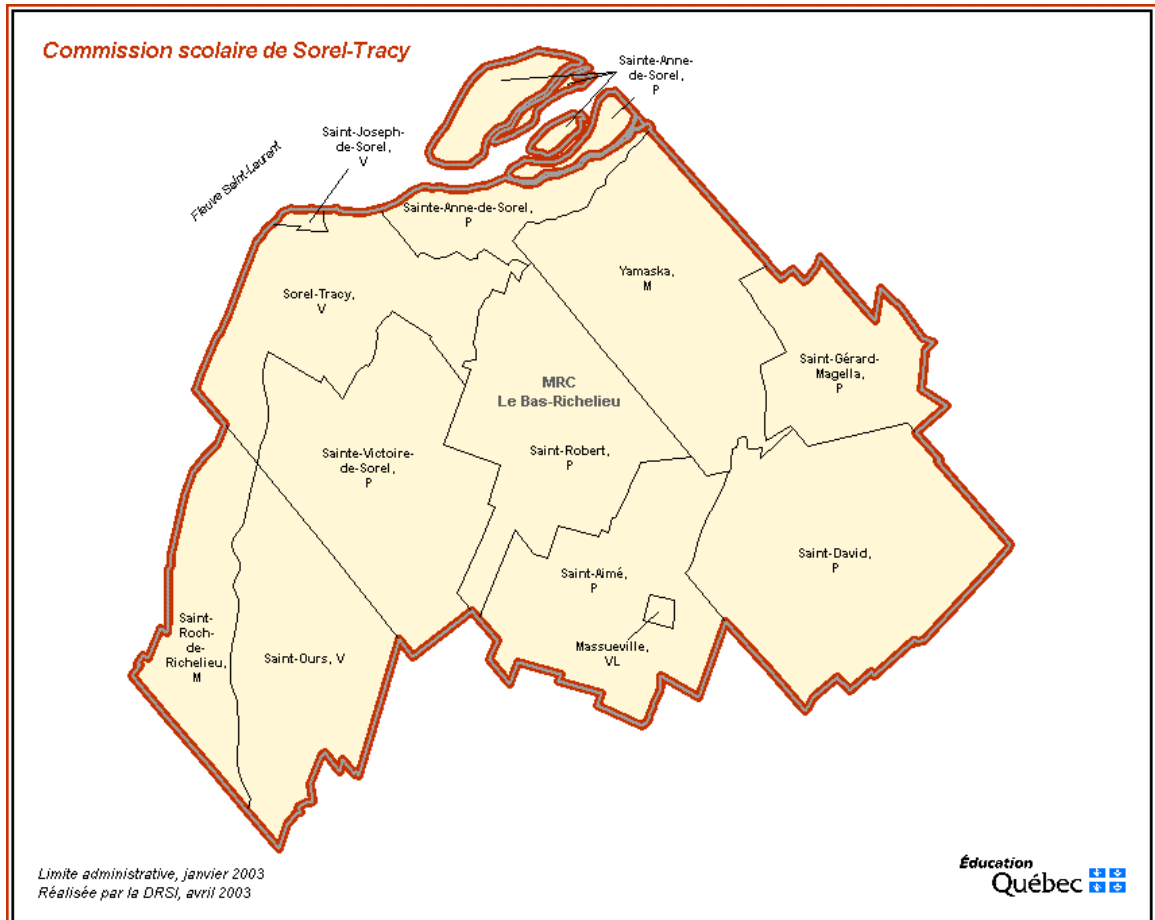 Commission scolaire de Sorel-Tracy
Sainte-Anne-
de-Sorel,
P
Saint-Joseph-
de-Sorel,
V
Fleuve Saint-Laurent
Sainte-Anne-de-Sorel,
P
Yamaska,
M
Sorel-Tracy,
V
Saint-Gérard-
Magella,
P
MRC
Le Bas-Richelieu
Sainte-Victoire-
de-Sorel,
P
Saint-Robert,
P
Saint-David,
P
Saint-Aimé,
P
Saint-
Roch-
de-
Richelieu,
M
Saint-Ours, V
Massueville,
VL
Limite administrative, janvier 2003
Réalisée par la DRSI, avril 2003
Éducation
Québec